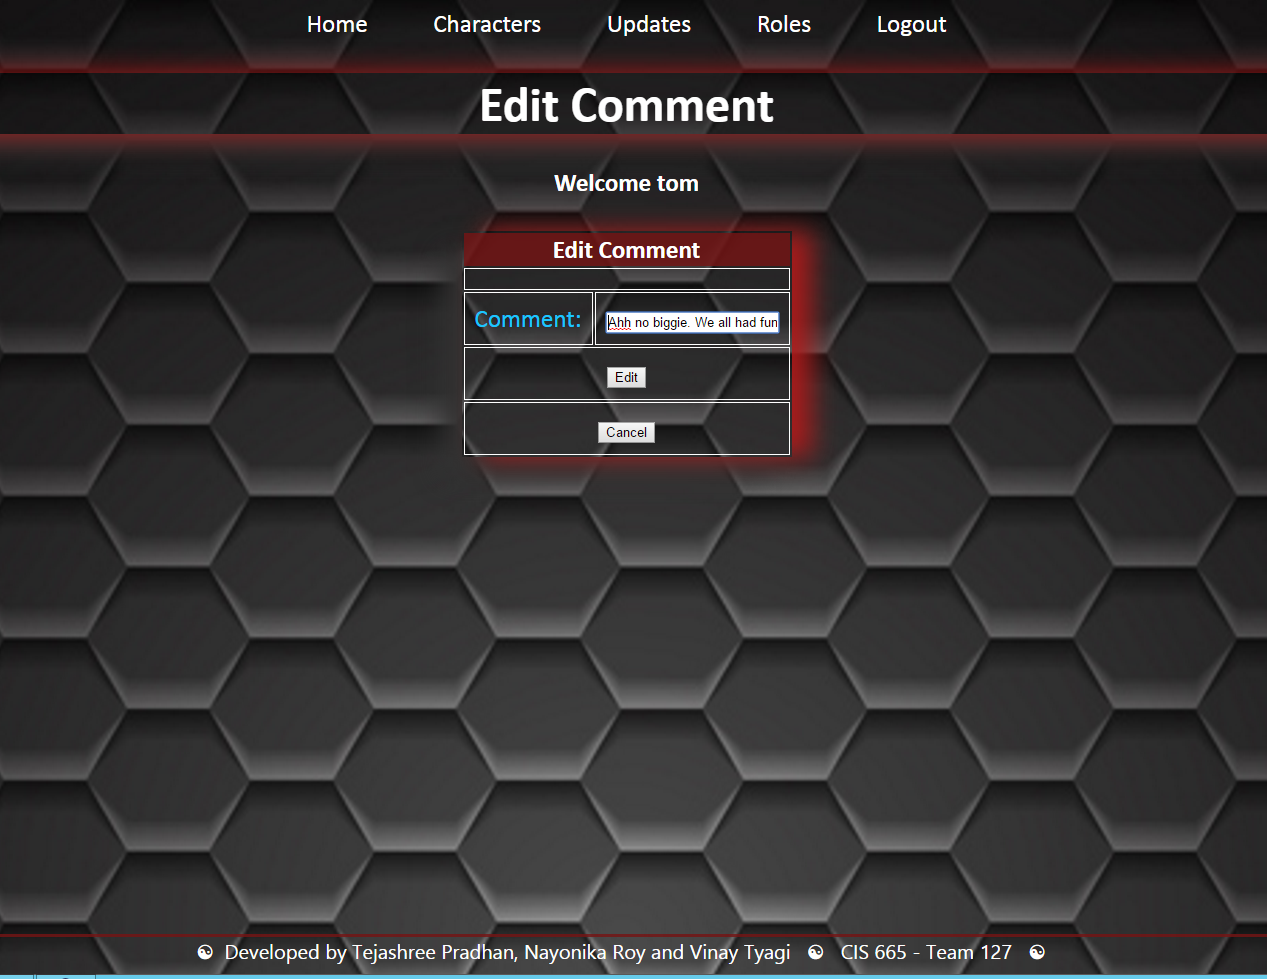 Home Characters Updates Roles Logout
Edit Comment
Welcome tom
Edit Comment
Comment: Ahh no biggie. We all had fun
Edit
Cancel
☯ Developed by Tejashree Pradhan, Nayonika Roy and Vinay Tyagi ☯ CIS 665 - Team 127 ☯